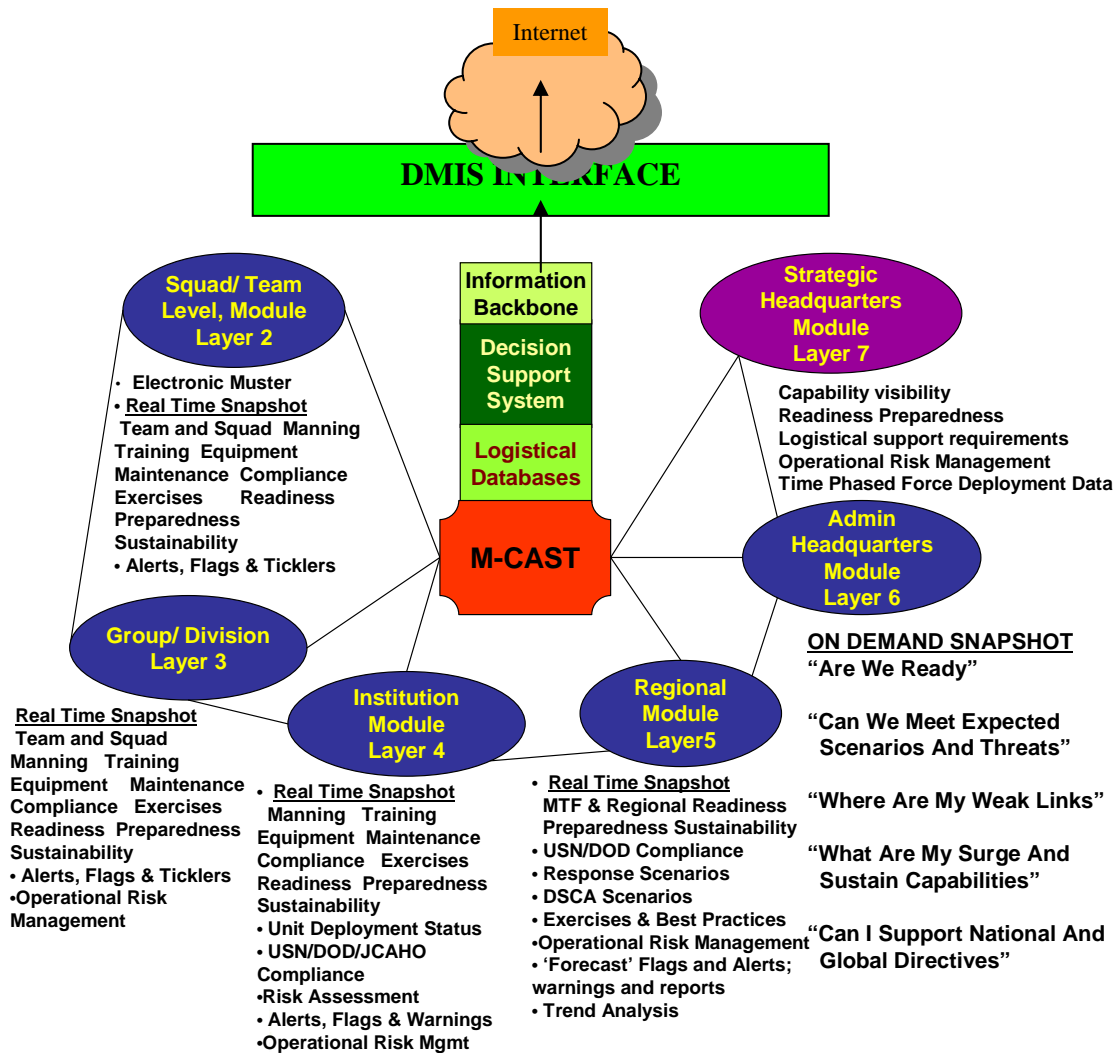 Internet
DMIS INTERFACE
Squad/ Team
Level, Module
Layer 2
• Electronic Muster
• Real Time Snapshot
Team and Squad Manning
Training Equipment
Maintenance Compliance
Exercises Readiness
Preparedness
Sustainability
• Alerts, Flags & Ticklers
Information
Backbone
Decision
Support
System
Logistical
Databases
M-CAST
Strategic
Headquarters
Module
Layer 7
Capability visibility
Readiness Preparedness
Logistical support requirements
Operational Risk Management
Time Phased Force Deployment Data
Admin
Headquarters
Module
Layer 6
ON DEMAND SNAPSHOT
“Are We Ready”
“Can We Meet Expected
Scenarios And Threats”
“Where Are My Weak Links”
“What Are My Surge And
Sustain Capabilities”
“Can I Support National And
Global Directives”
Group/ Division
Layer 3
Real Time Snapshot
Team and Squad
Manning Training
Equipment Maintenance
Compliance Exercises
Readiness Preparedness
Sustainability
• Alerts, Flags & Ticklers
•Operational Risk
Management
Institution
Module
Layer 4
• Real Time Snapshot
Manning Training
Equipment Maintenance
Compliance Exercises
Readiness Preparedness
Sustainability
• Unit Deployment Status
• USN/DOD/JCAHO
Compliance
•Risk Assessment
• Alerts, Flags & Warnings
•Operational Risk Mgmt
Regional
Module
Layer5
• Real Time Snapshot
MTF & Regional Readiness
Preparedness Sustainability
• USN/DOD Compliance
• Response Scenarios
• DSCA Scenarios
• Exercises & Best Practices
•Operational Risk Management
• ‘Forecast’ Flags and Alerts;
warnings and reports
• Trend Analysis